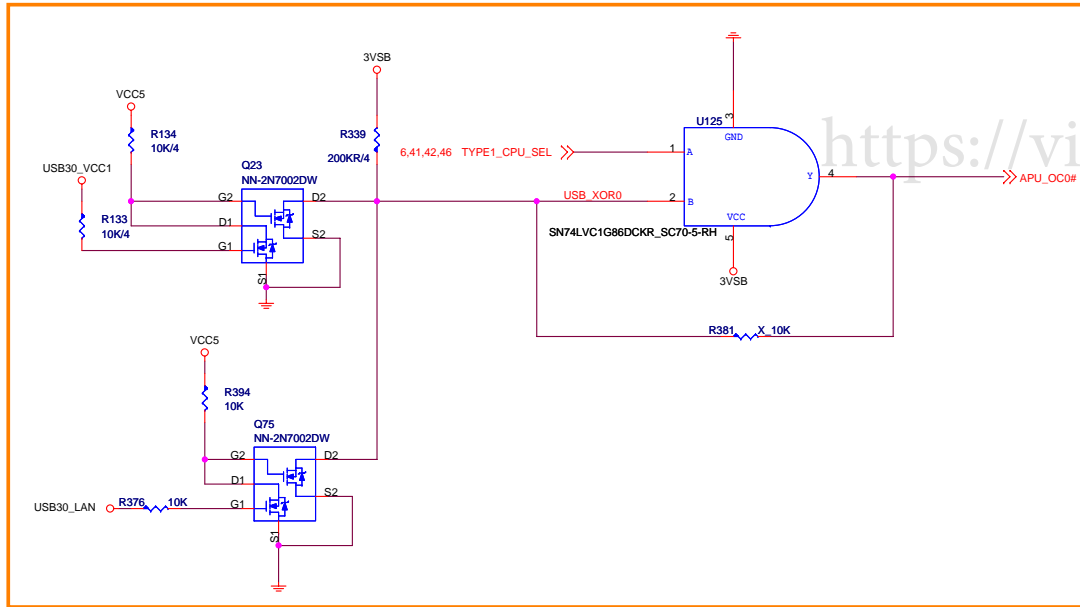 3VSB
VCC5
R134
10K/4
R339
200KR/4
U125
3
GND
https://vi
6,41,42,46 TYPE1_CPU_SEL
1
A
USB30_VCC1
Q23
NN-2N7002DW
Y
4
APU_OC0#
R133
10K/4
G2
D2
USB_XOR0
2
B
D1
VCC
S2
SN74LVC1G86DCKR_SC70-5-RH
G1
5
S1
3VSB
R381
X_10K
VCC5
R394
10K
Q75
NN-2N7002DW
G2
D2
D1
S2
USB30_LAN
R376
10K
G1
S1